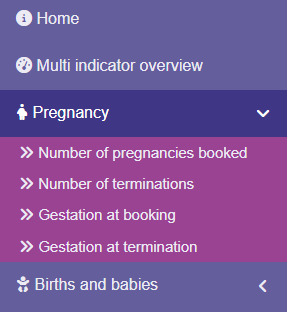 Home
Multi indicator overview
Pregnancy
Number of pregnancies booked
Number of terminations
Gestation at booking
Gestation at termination
Births and babies